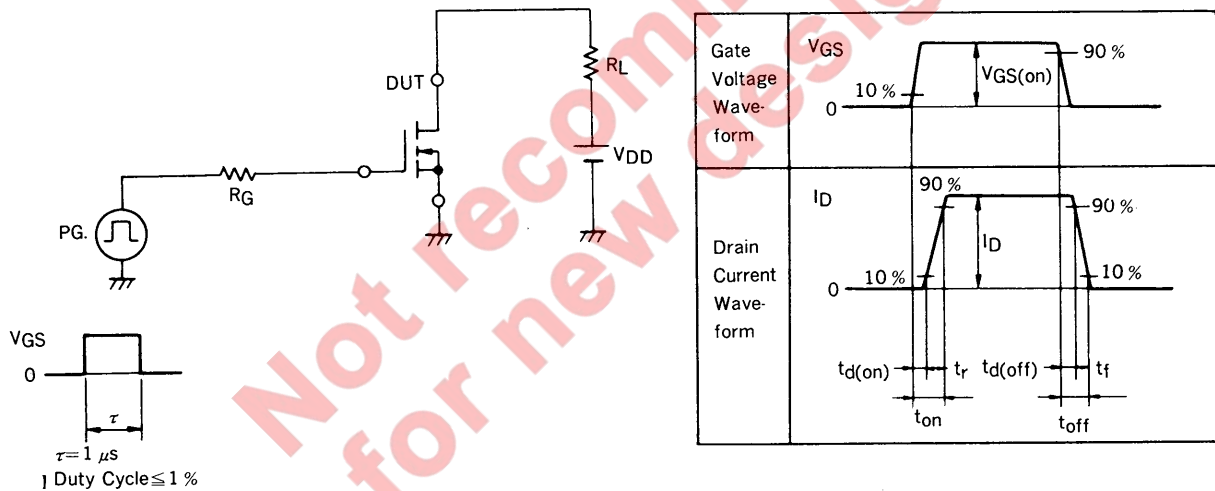 Not recomm
for new desig
DUT
RL
VDD
RG
PG.
VGS
0
τ
τ=1 μs
Duty Cycle≦1 %
Gate
Voltage
Wave-
form
VGS
90 %
VGS(on)
10 %
0
Drain
Current
Wave-
form
ID
90 %
90 %
ID
10 %
10 %
0
td(on)
tr
td(off)
tf
ton
toff